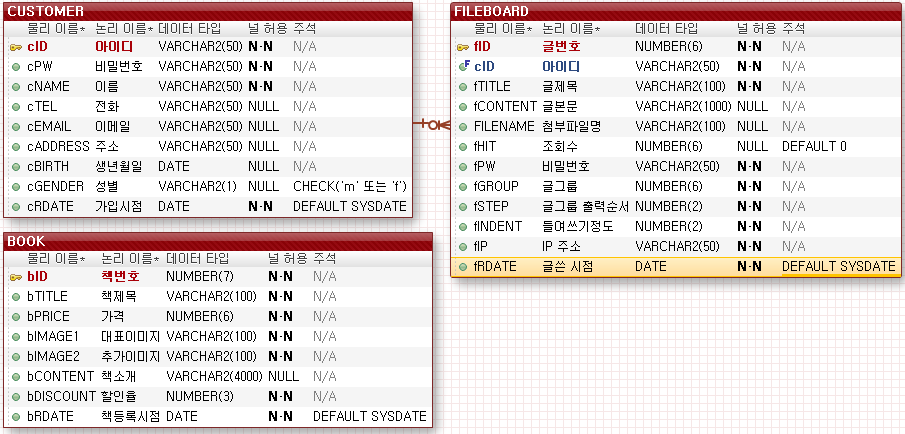 CUSTOMER
물리 이름* 논리 이름* 데이터 타입 널 허용 주석
cID 아이디 VARCHAR2(50) N·N N/A
cPW 비밀번호 VARCHAR2(50) N·N N/A
cNAME 이름 VARCHAR2(50) N·N N/A
cTEL 전화 VARCHAR2(50) NULL N/A
cEMAIL 이메일 VARCHAR2(50) NULL N/A
cADDRESS 주소 VARCHAR2(50) NULL N/A
cBIRTH 생년월일 DATE NULL N/A
cGENDER 성별 VARCHAR2(1) NULL CHECK('m' 또는 'f')
cRDATE 가입시점 DATE N·N DEFAULT SYSDATE
FILEBOARD
물리 이름* 논리 이름* 데이터 타입 널 허용 주석
fID 글번호 NUMBER(6) N·N N/A
F cID 아이디 VARCHAR2(50) N·N N/A
fTITLE 글제목 VARCHAR2(100) N·N N/A
fCONTENT 글본문 VARCHAR2(1000) NULL N/A
FILENAME 첨부파일명 VARCHAR2(100) NULL N/A
fHIT 조회수 NUMBER(6) NULL DEFAULT 0
fPW 비밀번호 VARCHAR2(50) N·N N/A
fGROUP 글그룹 NUMBER(6) N·N N/A
fSTEP 글그룹 출력순서 NUMBER(2) N·N N/A
fINDENT 들여쓰기정도 NUMBER(2) N·N N/A
fIP IP 주소 VARCHAR2(50) N·N N/A
fRDATE 글쓴 시점 DATE N·N DEFAULT SYSDATE
BOOK
물리 이름* 논리 이름* 데이터 타입 널 허용 주석
bID 책번호 NUMBER(7) N·N N/A
bTITLE 책제목 VARCHAR2(100) N·N N/A
bPRICE 가격 NUMBER(6) N·N N/A
bIMAGE1 대표이미지 VARCHAR2(100) N·N N/A
bIMAGE2 추가이미지 VARCHAR2(100) N·N N/A
bCONTENT 책소개 VARCHAR2(4000) NULL N/A
bDISCOUNT 할인율 NUMBER(3) N·N N/A
bRDATE 책등록시점 DATE N·N DEFAULT SYSDATE